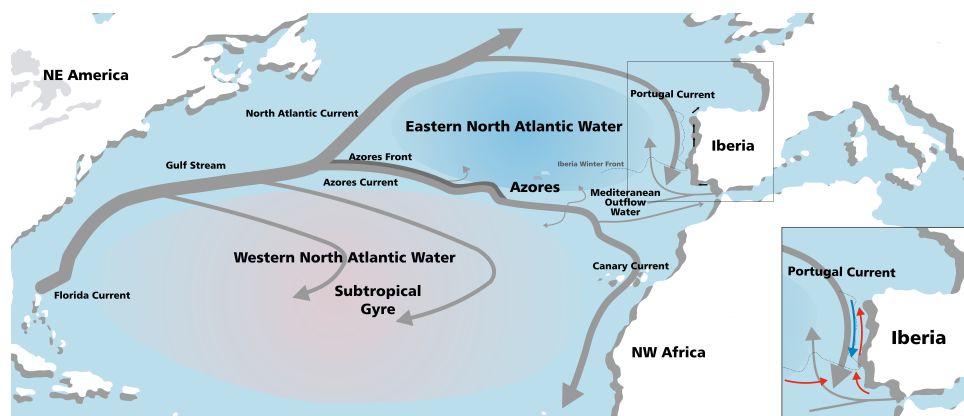 NE America
Portugal Current
North Atlantic Current
Eastern North Atlantic Water
Iberia
Azores Front
Iberia Winter Front
Gulf Stream
Azores Current
Azores
Mediteranean
Outflow
Water
Western North Atlantic Water
Canary Current
Portugal Current
Florida Current
Subtropical
Gyre
Iberia
NW Africa